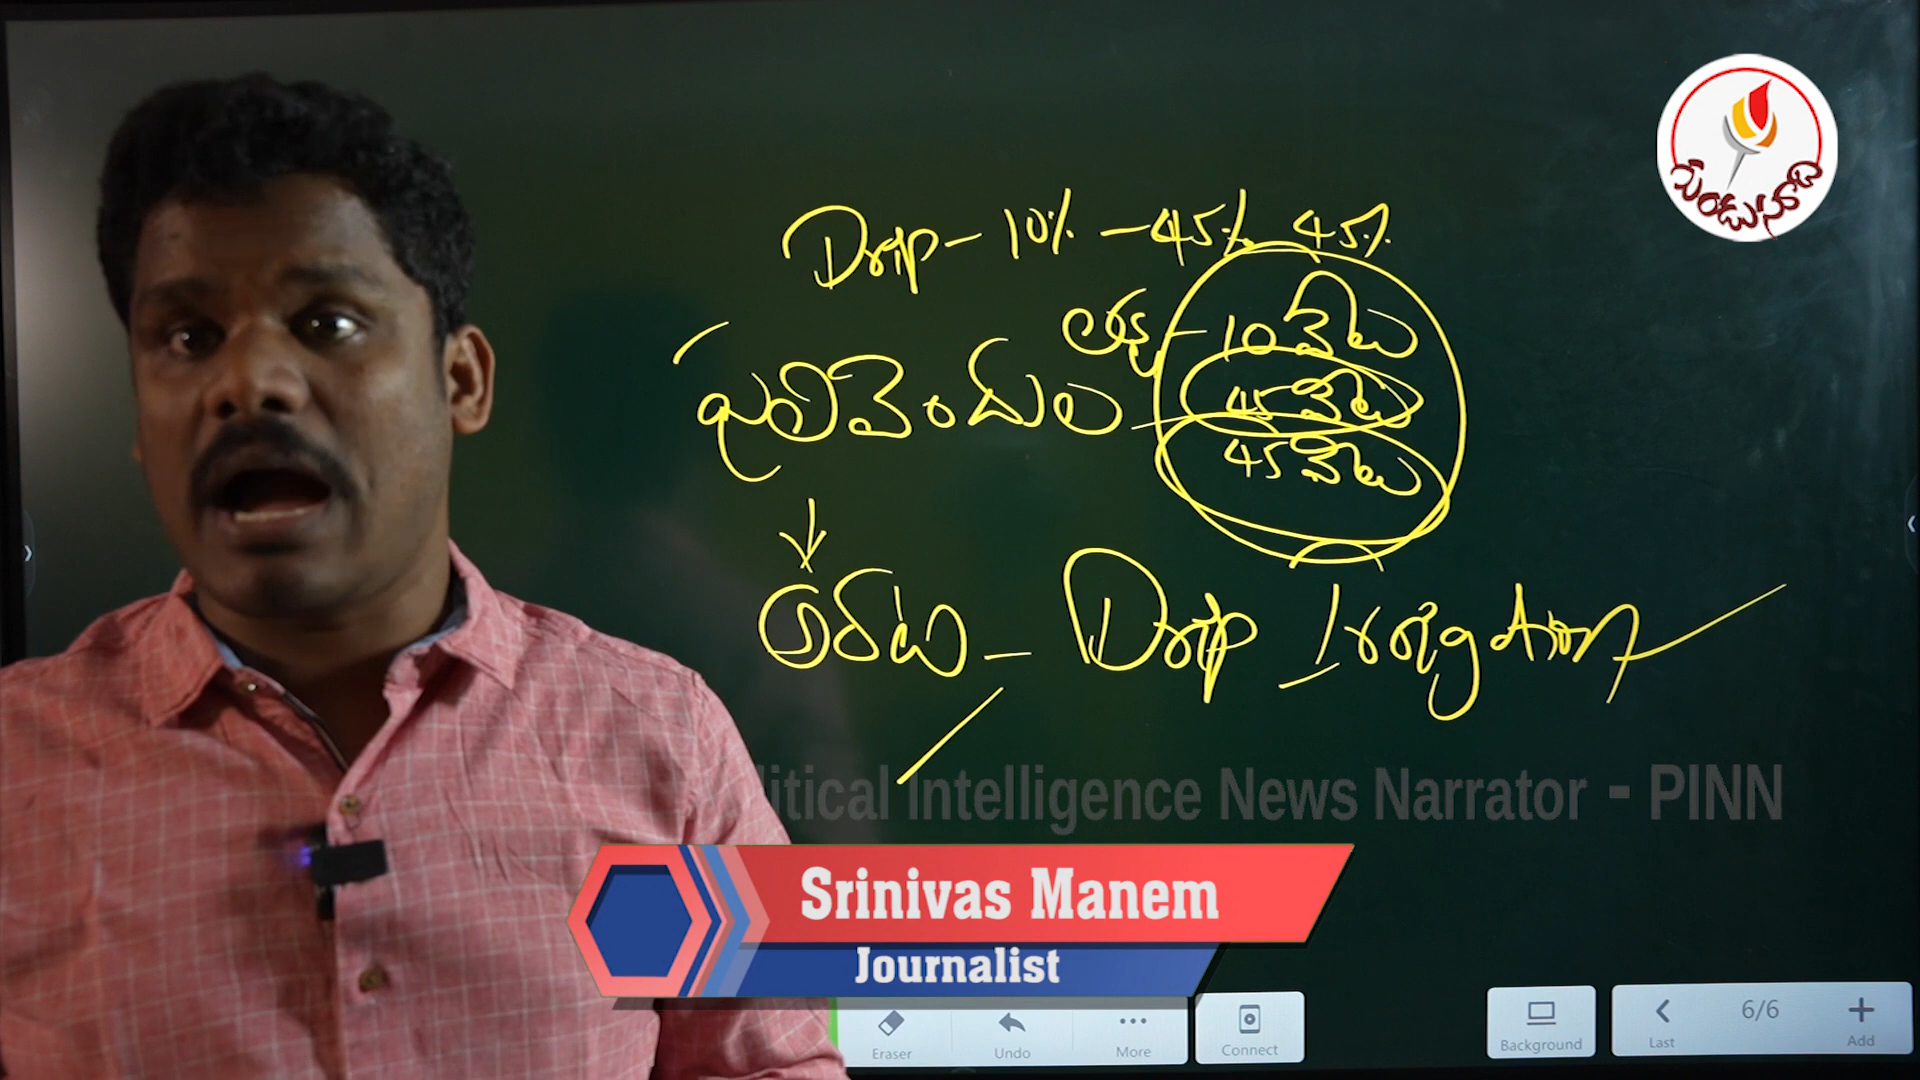 పెండుసూది
Drip - 10% - 45% 45%
లక్ష - 10 వేలు
పులివెందుల
45 వేలు
45 వేలు
అరటి - Drip Irrigation
Political Intelligence News Narrator - PINN
Srinivas Manem
Journalist
Eraser Undo More Connect Background Last 6/6 Add